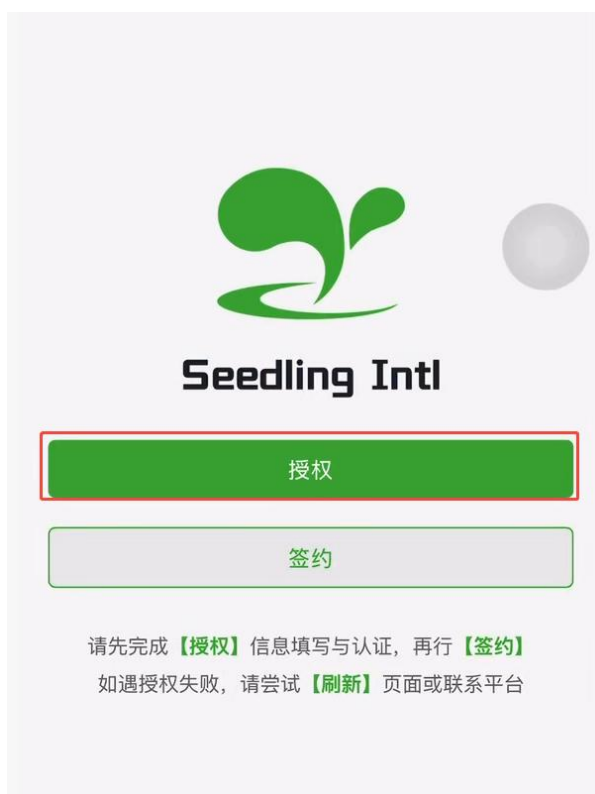 Seedling Intl
授权
签约
请先完成【授权】信息填写与认证，再行【签约】
如遇授权失败，请尝试【刷新】页面或联系平台